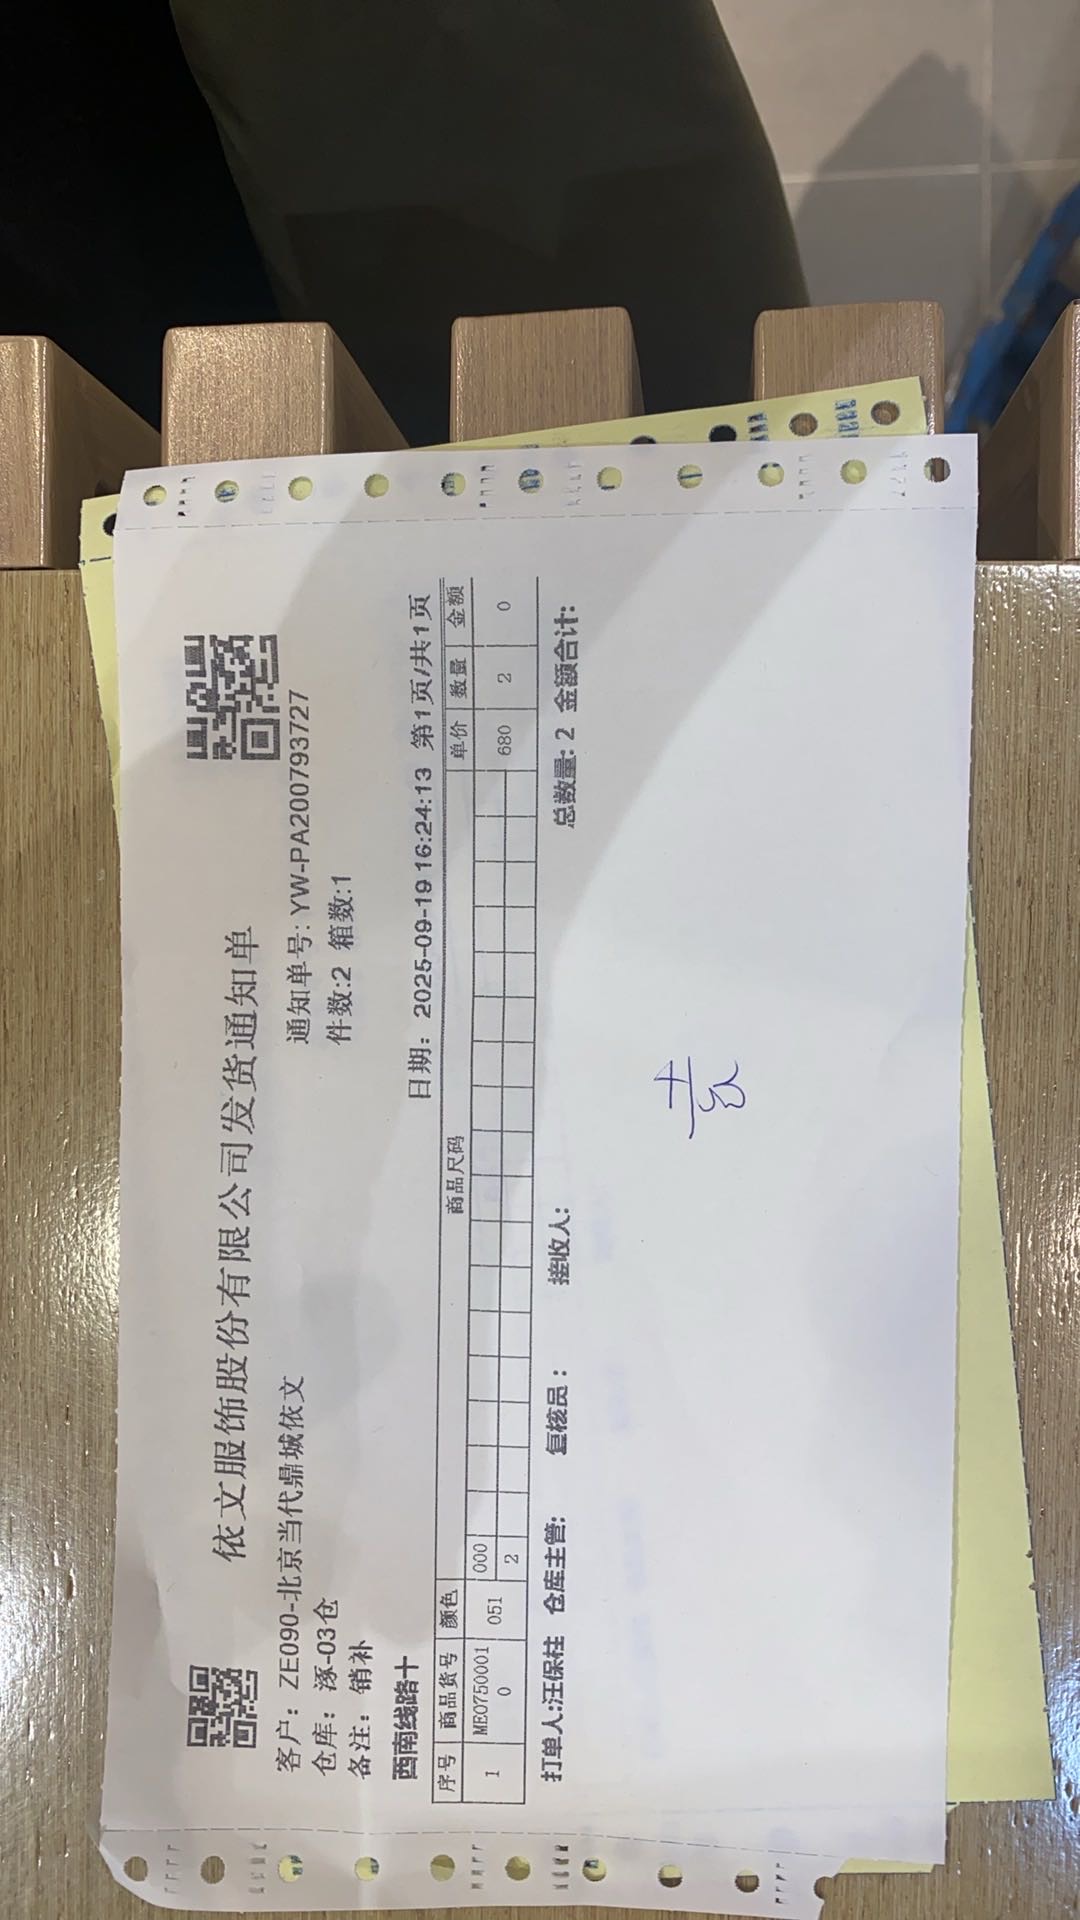 依文服饰股份有限公司发货通知单
客户：ZE090-北京当代鼎城依文
通知单号：YW-PA200793727
仓库：涿-03仓
件数:2 箱数:1
备注：销补
西南线路十
日期：2025-09-19 16:24:13 第1页/共1页
序号 商品货号 颜色 商品尺码 单价 数量 金额
1 ME07500010 051 000 2 680 2 0
打单人:汪保柱 仓库主管: 复核员： 接收人: 总数量: 2 金额合计: